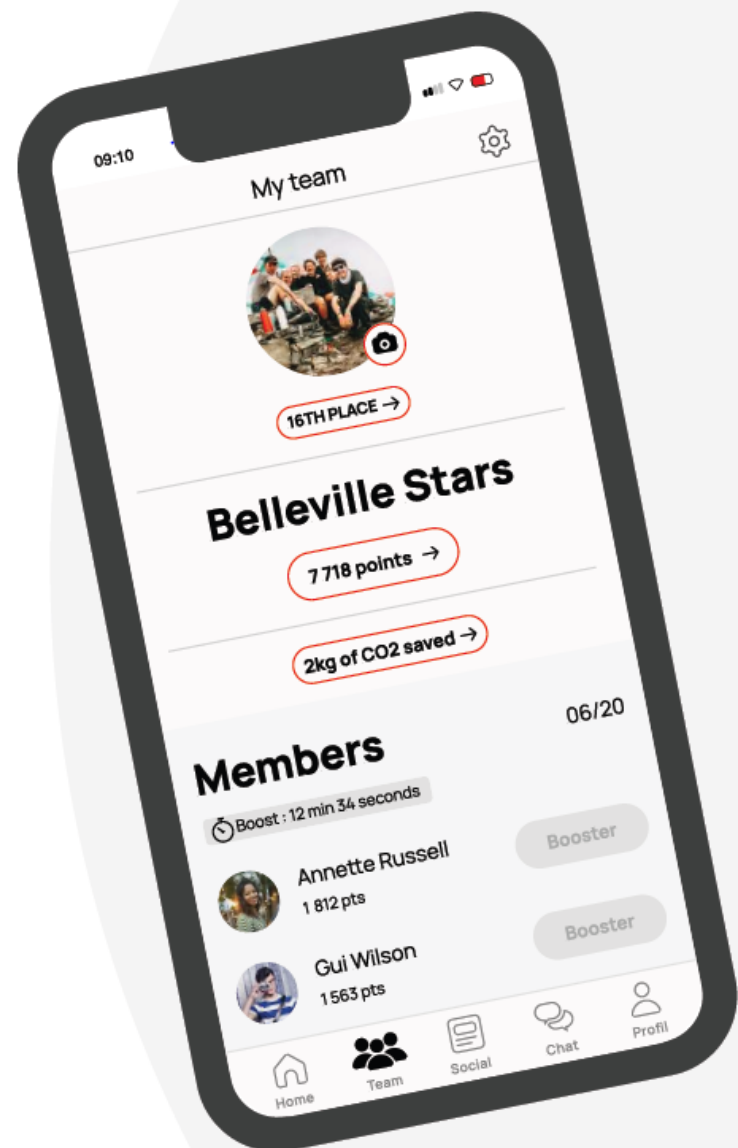 09:10
My team
16TH PLACE →
Belleville Stars
7 718 points →
2kg of CO2 saved →
Members
06/20
Boost : 12 min 34 seconds
Annette Russell
1 812 pts
Booster
Gui Wilson
1 563 pts
Booster
Home
Team
Social
Chat
Profil